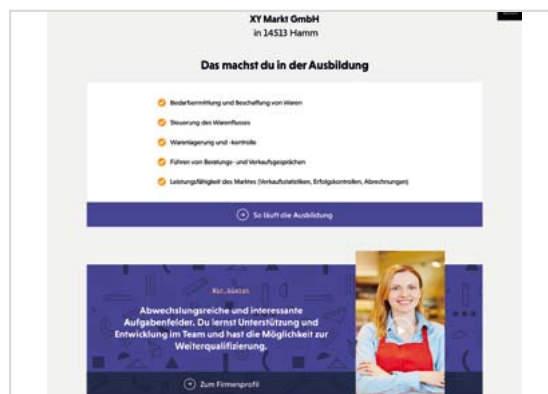 XY Markt GmbH
in 14513 Hamm
Das machst du in der Ausbildung
Bedarfsermittlung und Beschaffung von Waren
Steuerung des Warenflusses
Warenlagerung und -kontrolle
Führen von Beratungs- und Verkaufsgesprächen
Leistungsfähigkeit des Marktes (Verkaufsstatistiken, Erfolgskontrollen, Abrechnungen)
So läuft die Ausbildung
Wir bieten
Abwechslungsreiche und interessante
Aufgabenfelder. Du lernst Unterstützung und
Entwicklung im Team und hast die Möglichkeit zur
Weiterqualifizierung.
Zum Firmenprofil